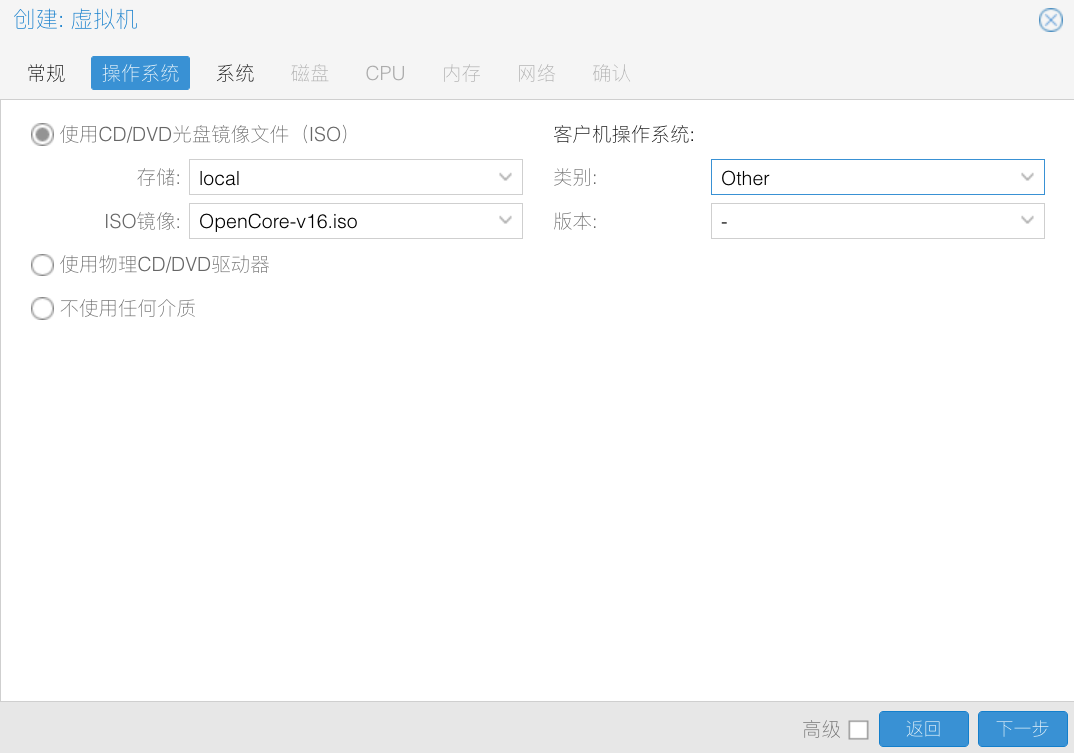 创建: 虚拟机
常规 操作系统 系统 磁盘 CPU 内存 网络 确认
使用CD/DVD光盘镜像文件（ISO） 客户机操作系统:
存储: local 类别: Other
ISO镜像: OpenCore-v16.iso 版本: -
使用物理CD/DVD驱动器
不使用任何介质
高级 返回 下一步